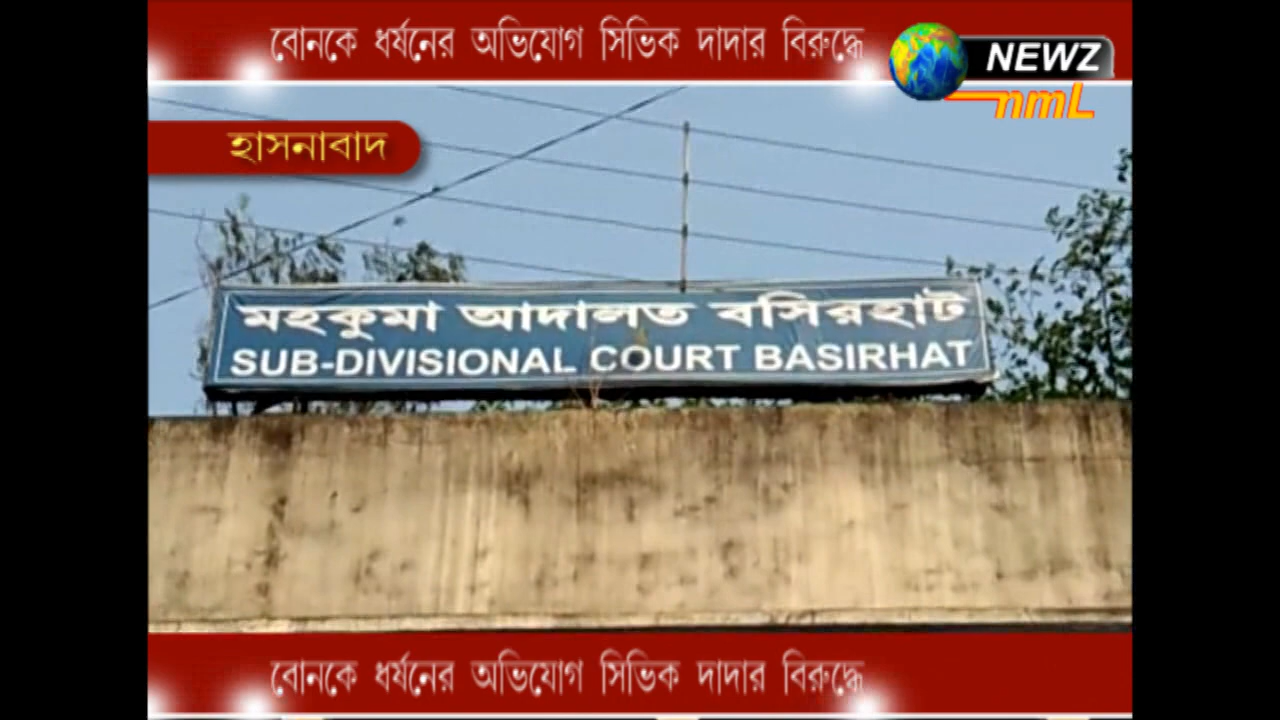 বোনকে ধর্ষনের অভিযোগ সিভিক দাদার বিরুদ্ধে
NEWZ
nmL
হাসনাবাদ
মহকুমা আদালত বসিরহাট
SUB-DIVISIONAL COURT BASIRHAT
বোনকে ধর্ষনের অভিযোগ সিভিক দাদার বিরুদ্ধে